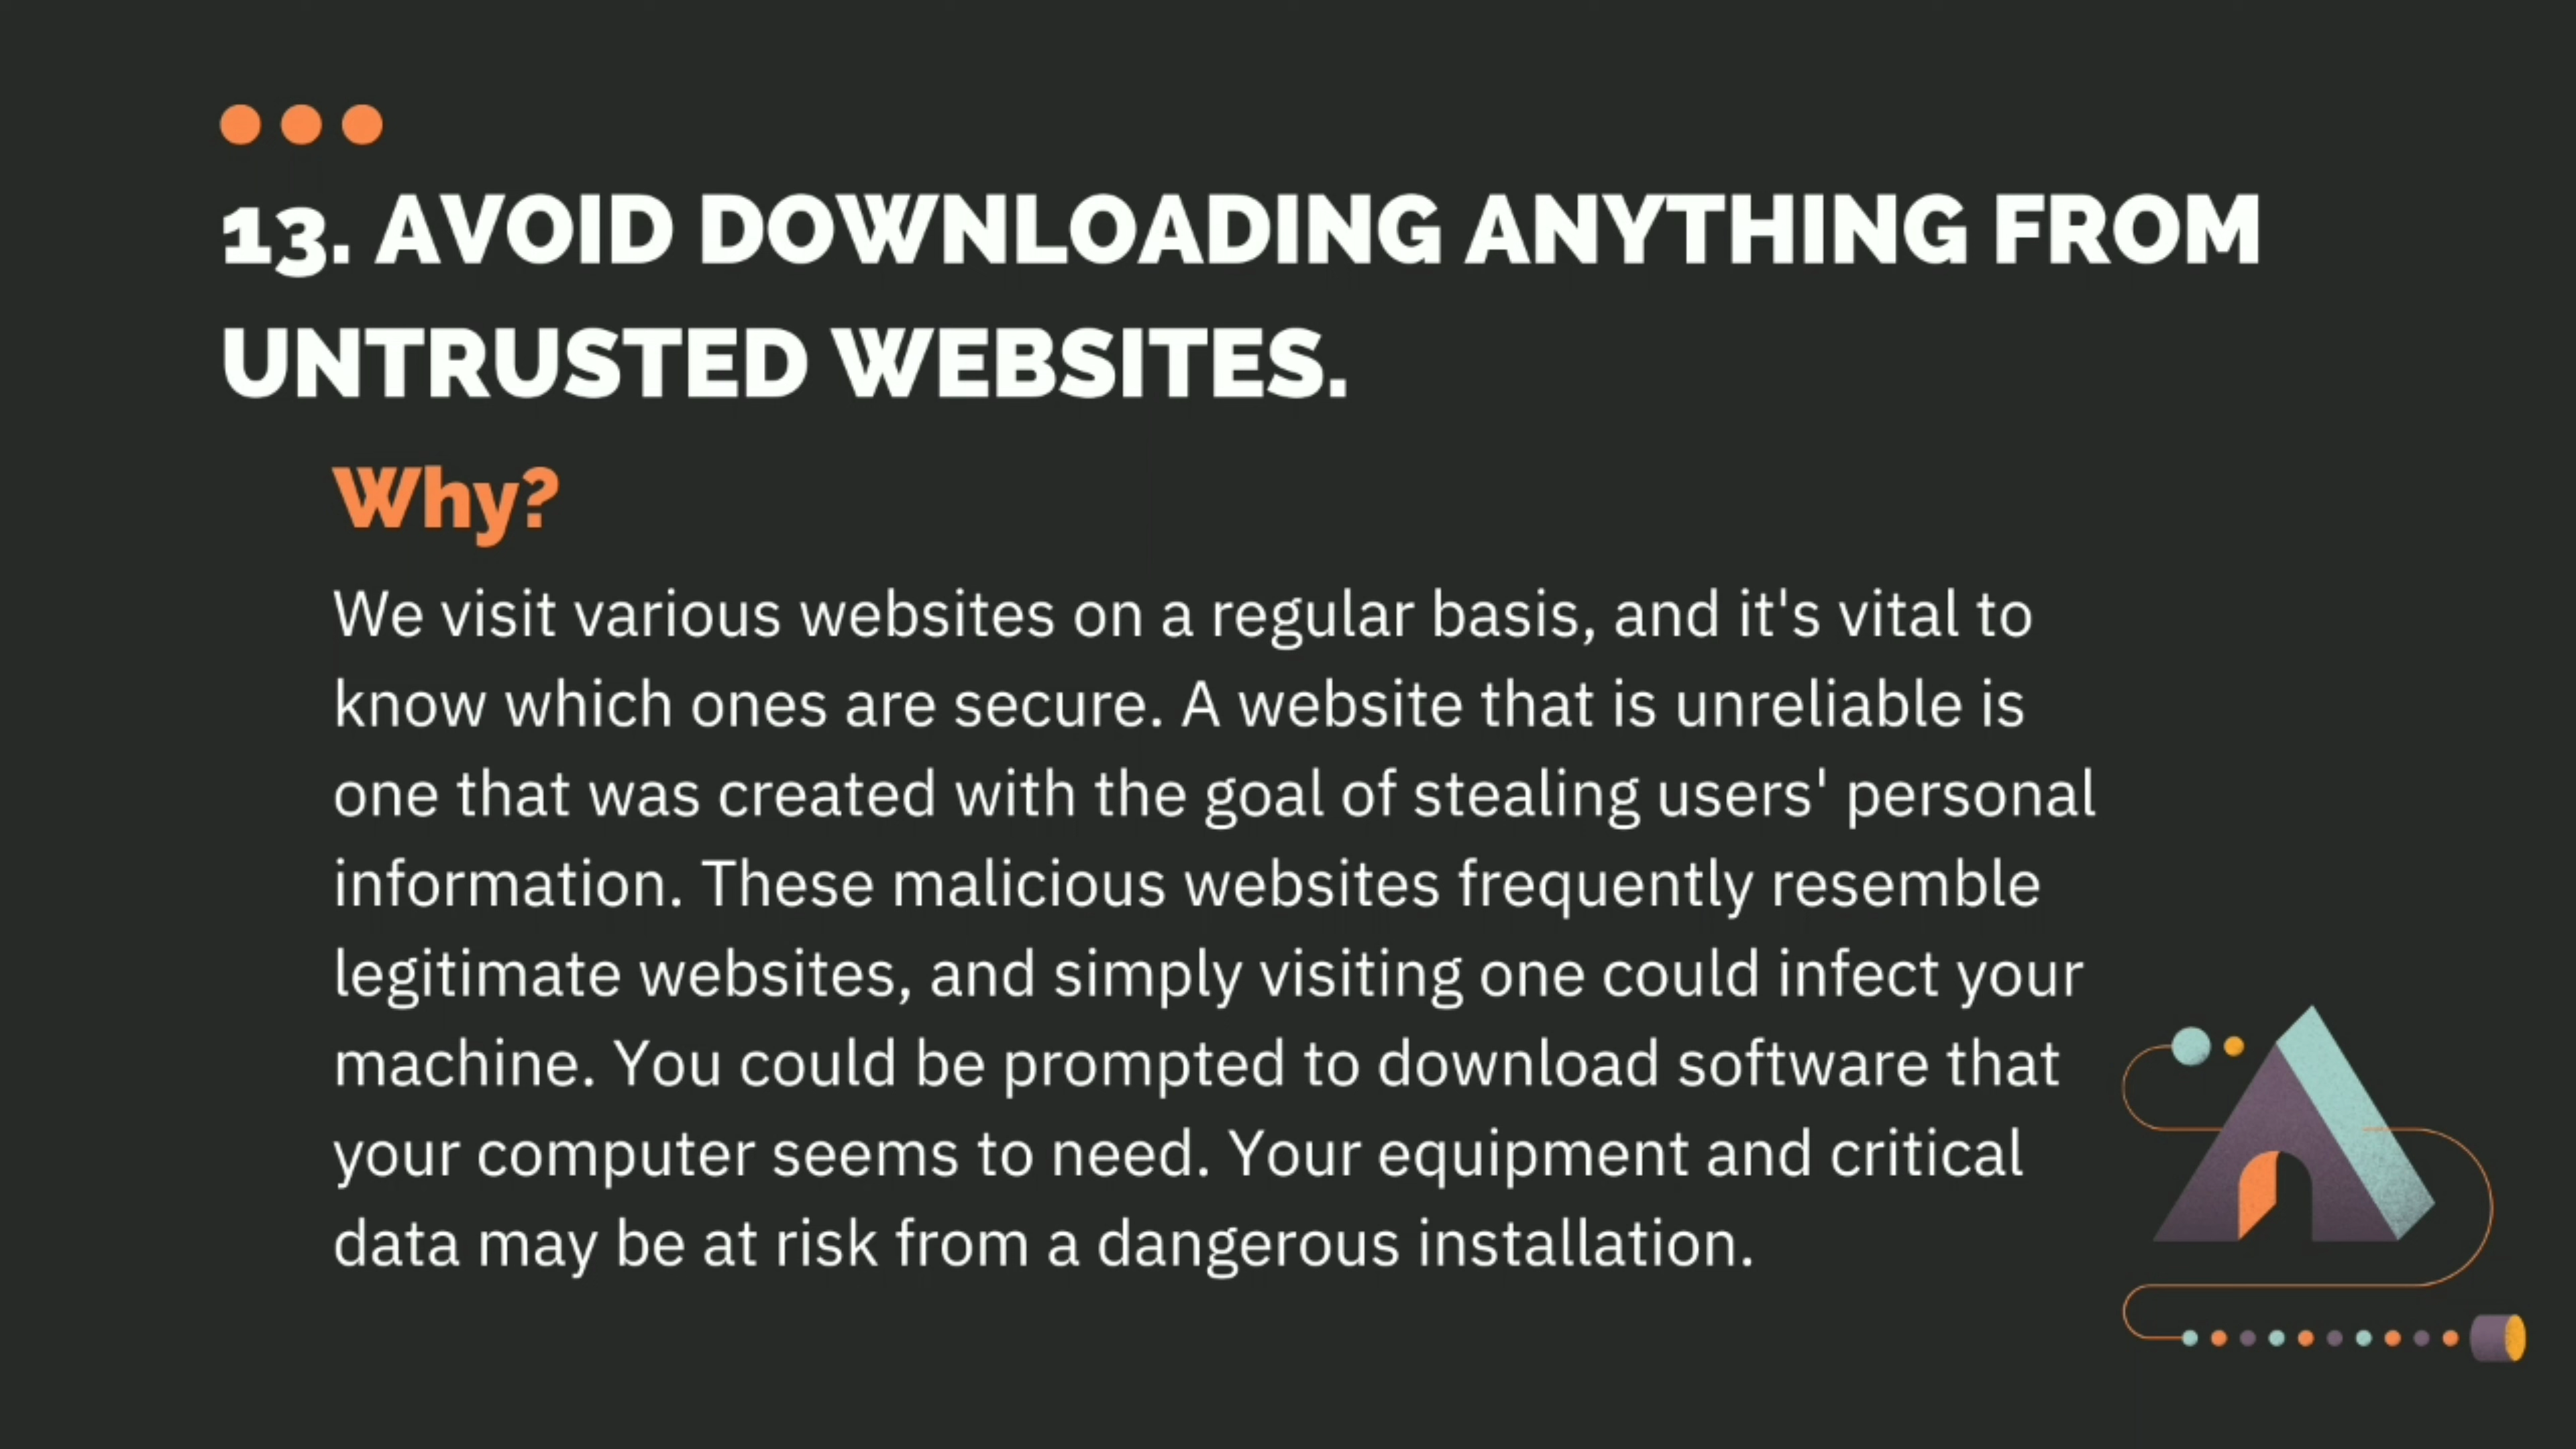 13. AVOID DOWNLOADING ANYTHING FROM
UNTRUSTED WEBSITES.
Why?
We visit various websites on a regular basis, and it's vital to
know which ones are secure. A website that is unreliable is
one that was created with the goal of stealing users' personal
information. These malicious websites frequently resemble
legitimate websites, and simply visiting one could infect your
machine. You could be prompted to download software that
your computer seems to need. Your equipment and critical
data may be at risk from a dangerous installation.